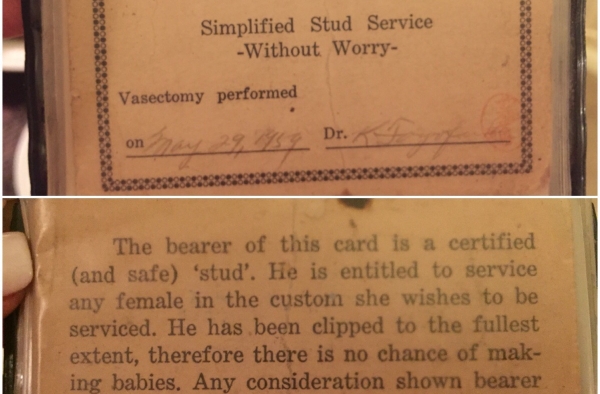 Simplified Stud Service
-Without Worry-
Vasectomy performed
on May 29, 1959 Dr.
The bearer of this card is a certified
(and safe) 'stud'. He is entitled to service
any female in the custom she wishes to be
serviced. He has been clipped to the fullest
extent, therefore there is no chance of mak-
ing babies. Any consideration shown bearer